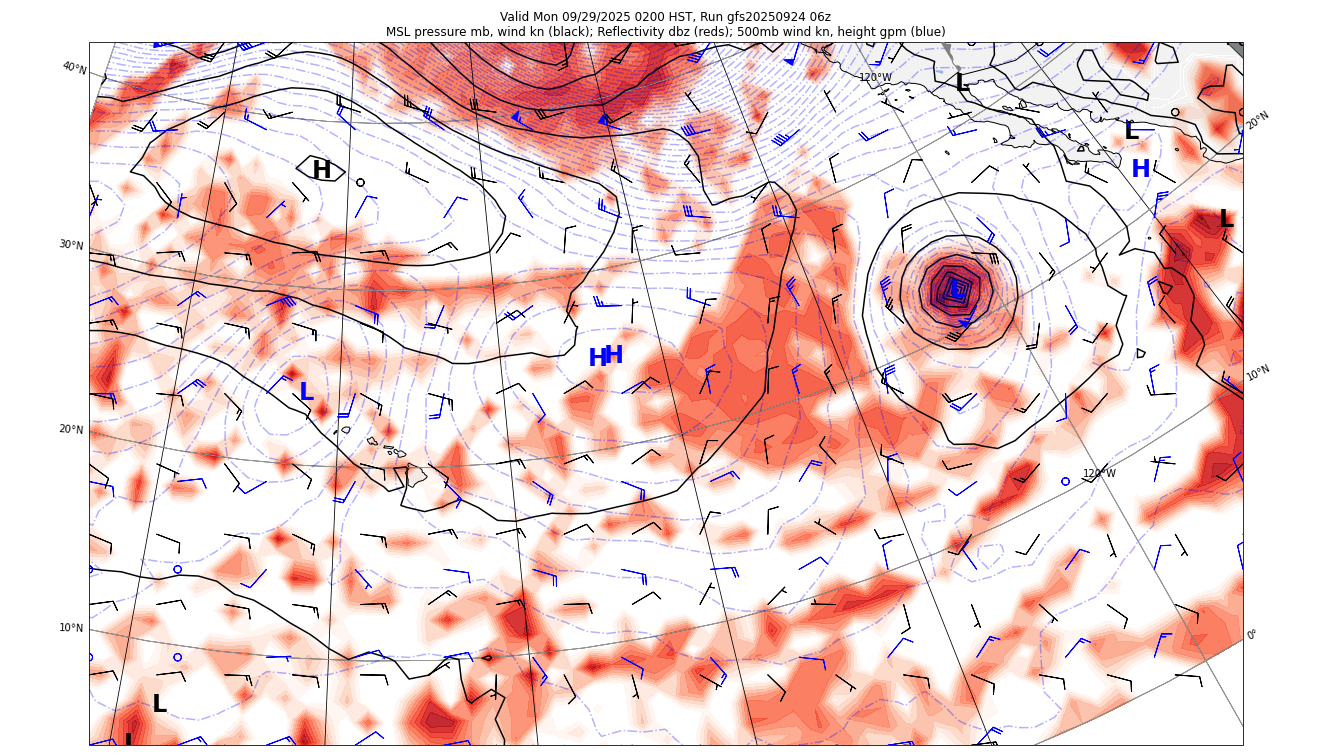 Valid Mon 09/29/2025 0200 HST, Run gfs20250924 06z
MSL pressure mb, wind kn (black); Reflectivity dbz (reds); 500mb wind kn, height gpm (blue)
40°N
120°W
L
20°N
L
H
H
L
30°N
L
H
H
10°N
L
20°N
120°W
10°N
0°
L
L